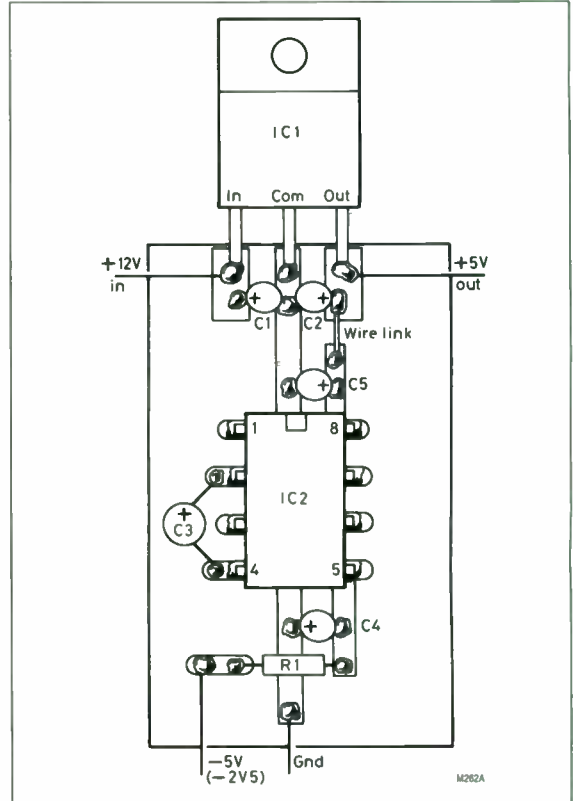 IC1
In Com Out
+12V
in
+5V
out
+ +
C1 C2
Wire link
+ C5
1 8
IC2
+
C3
4 5
+ C4
R1
−5V
(−2V5)
Gnd
M262A